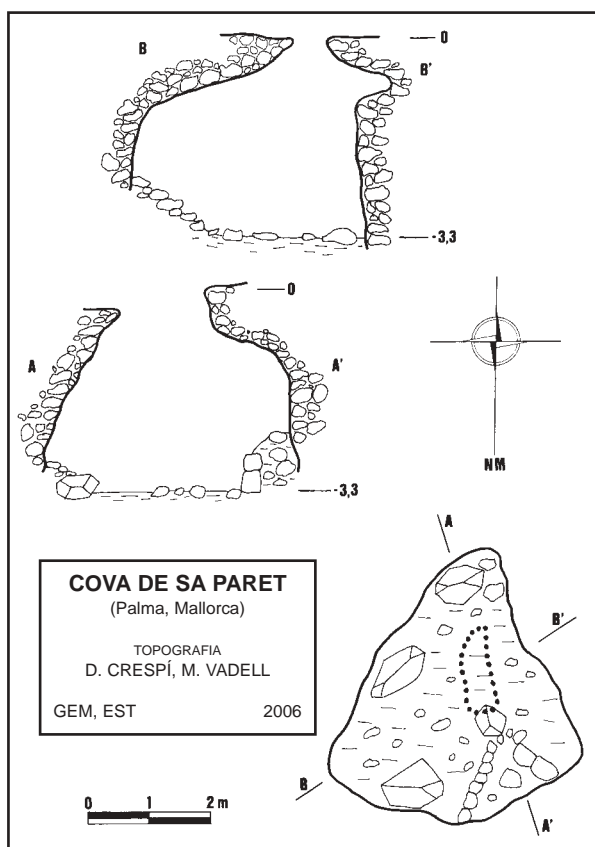 B
0
B'
-3,3
0
A
A'
-3,3
NM
COVA DE SA PARET
(Palma, Mallorca)
TOPOGRAFIA
D. CRESPÍ, M. VADELL
GEM, EST 2006
0 1 2 m
A
B'
B
A'